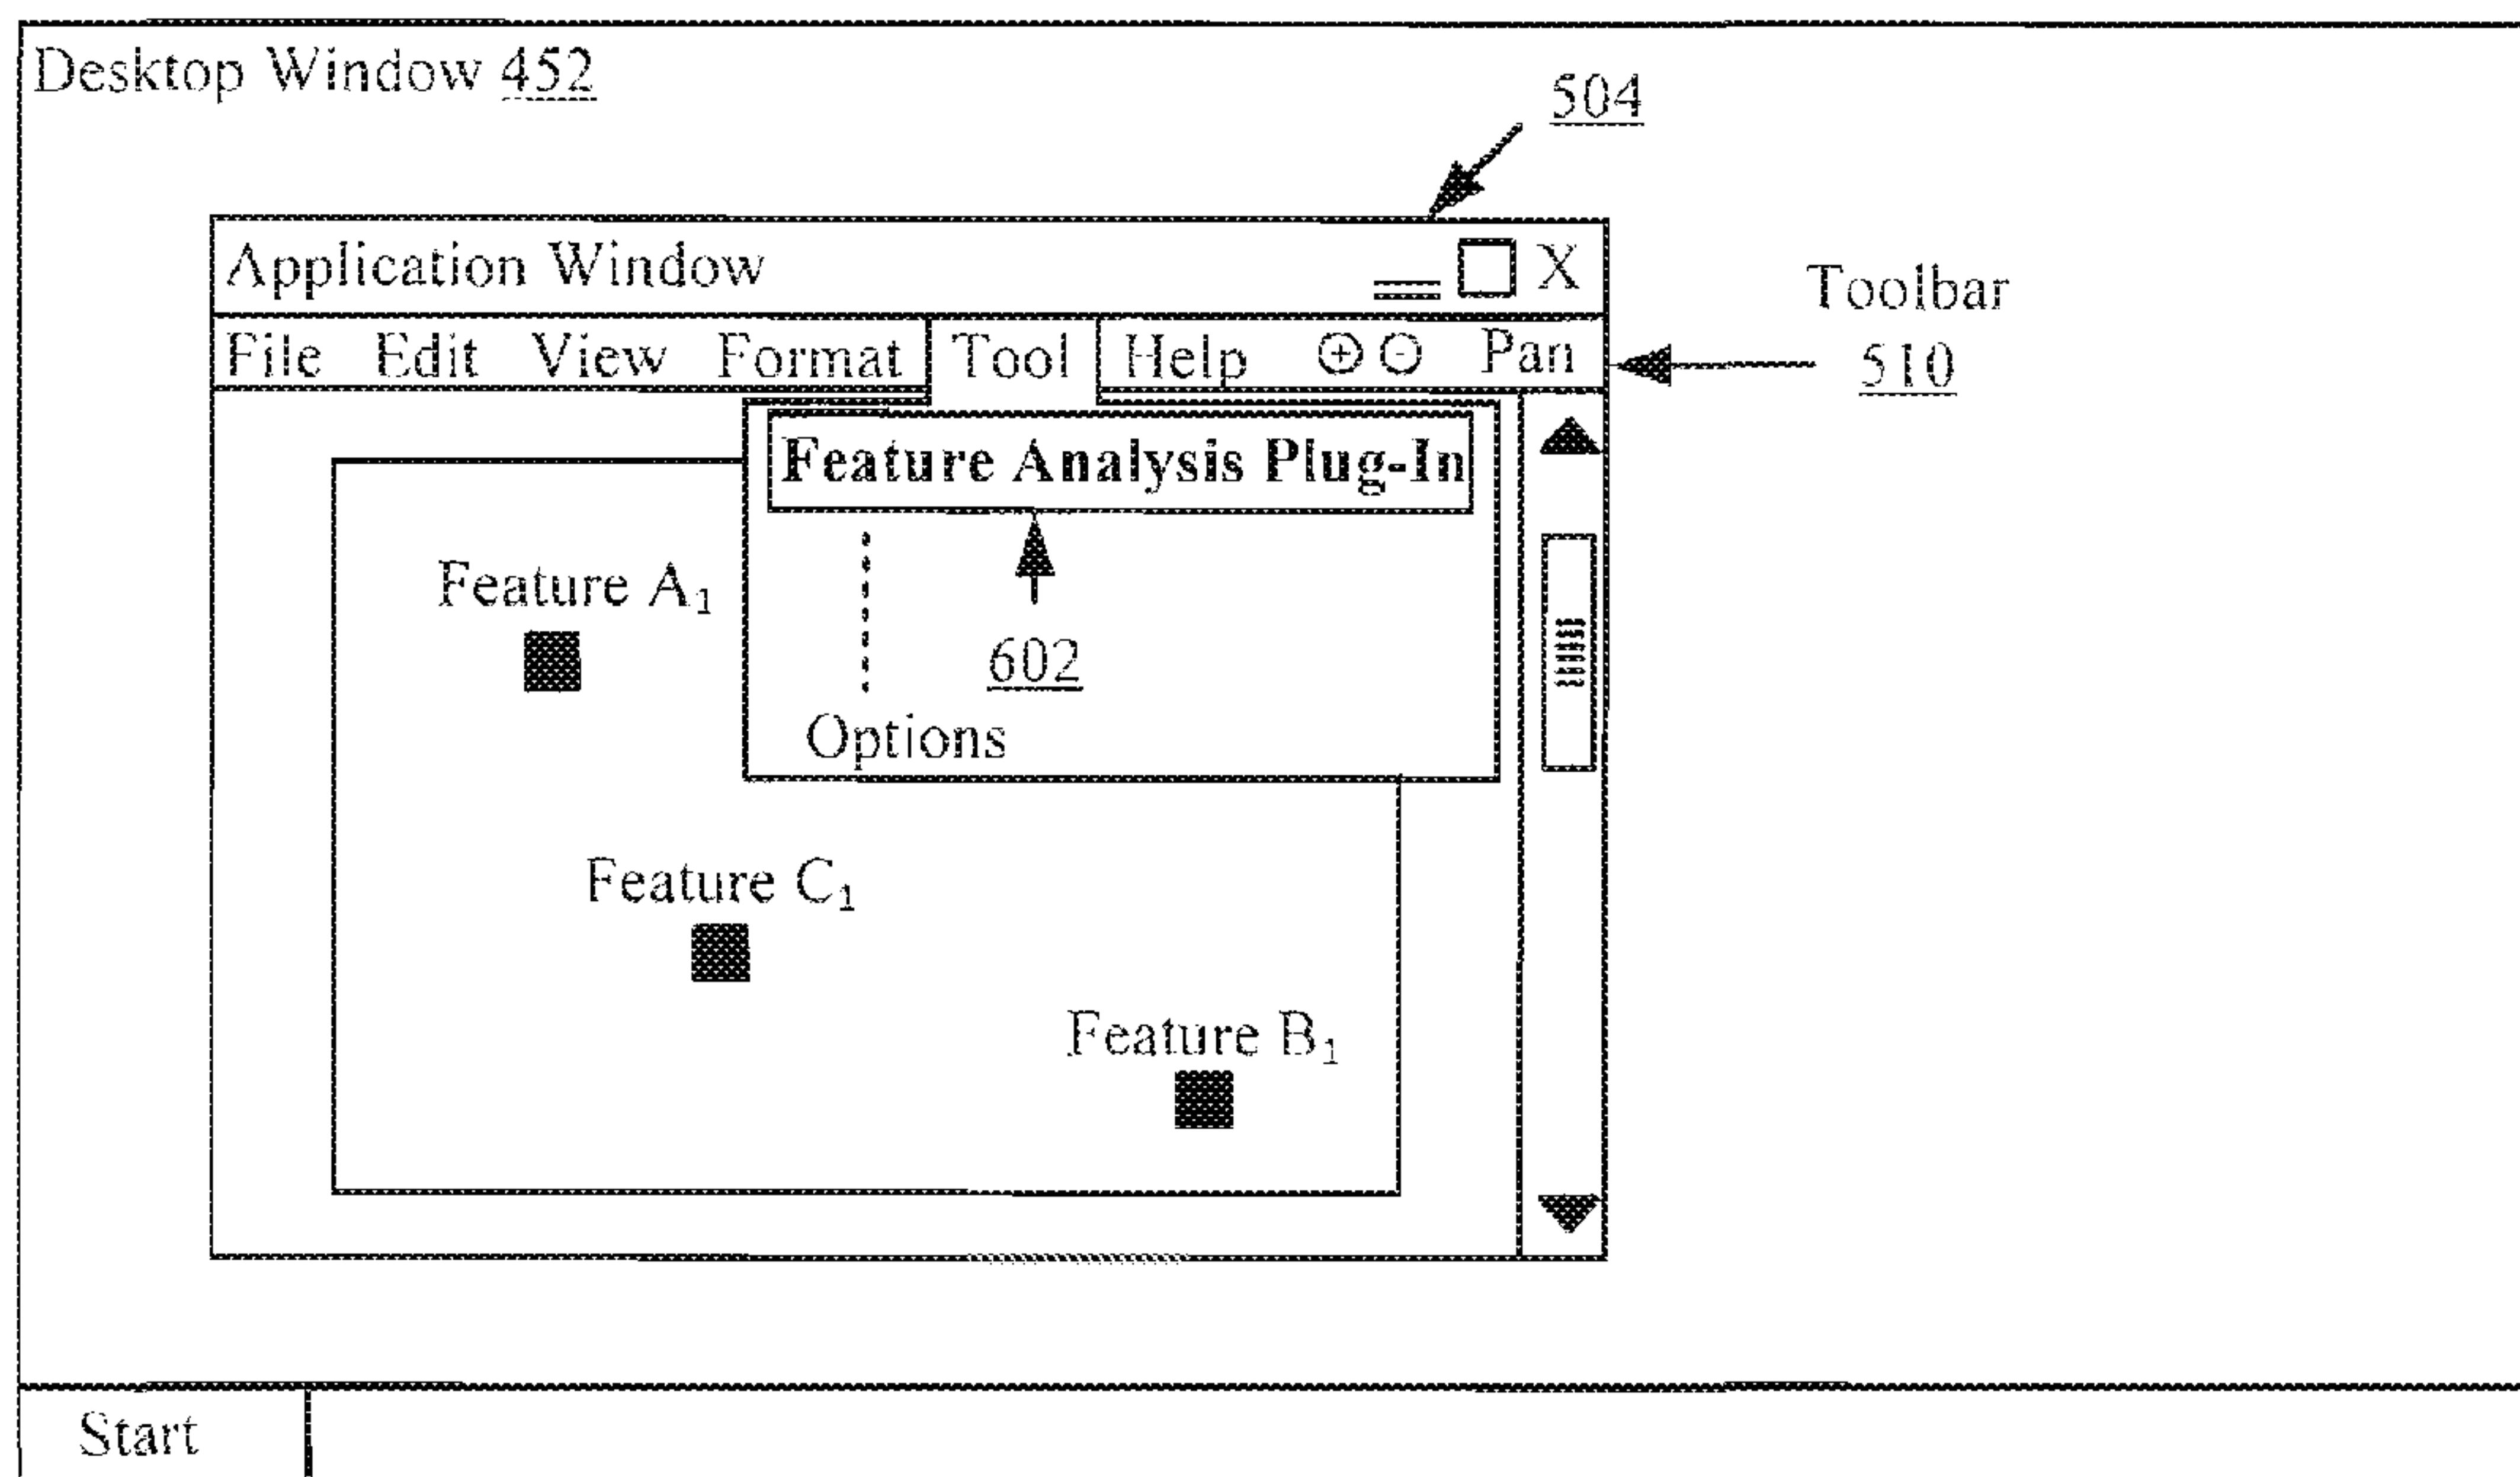 Desktop Window 452
504
Application Window X
Toolbar
510
File Edit View Format Tool Help Pan
Feature Analysis Plug-In
Feature A₁
602
Options
Feature C₁
Feature B₁
Start